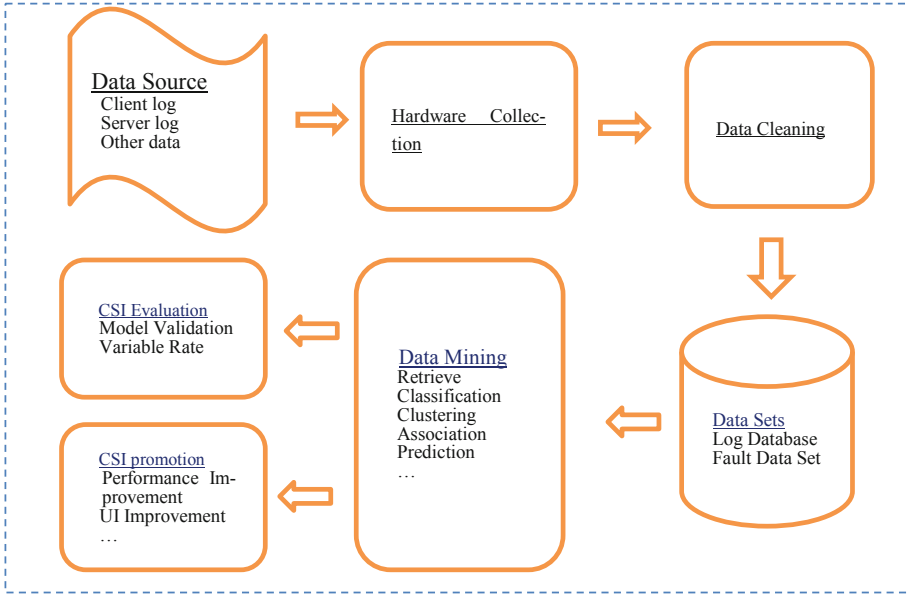 Data Source
Client log
Server log
Other data
Hardware Collec-
tion
Data Cleaning
CSI Evaluation
Model Validation
Variable Rate
Data Mining
Retrieve
Classification
Clustering
Association
Prediction
…
Data Sets
Log Database
Fault Data Set
CSI promotion
Performance Im-
provement
UI Improvement
…